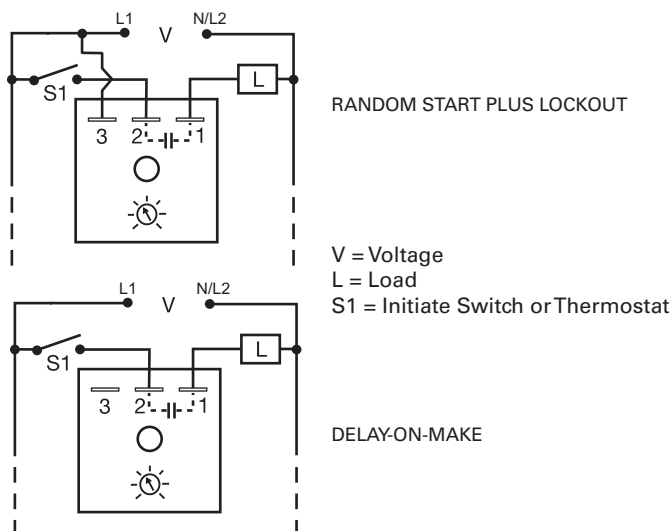 L1 V N/L2
S1 L
3 2 1
RANDOM START PLUS LOCKOUT
V = Voltage
L = Load
S1 = Initiate Switch or Thermostat
L1 V N/L2
S1 L
3 2 1
DELAY-ON-MAKE